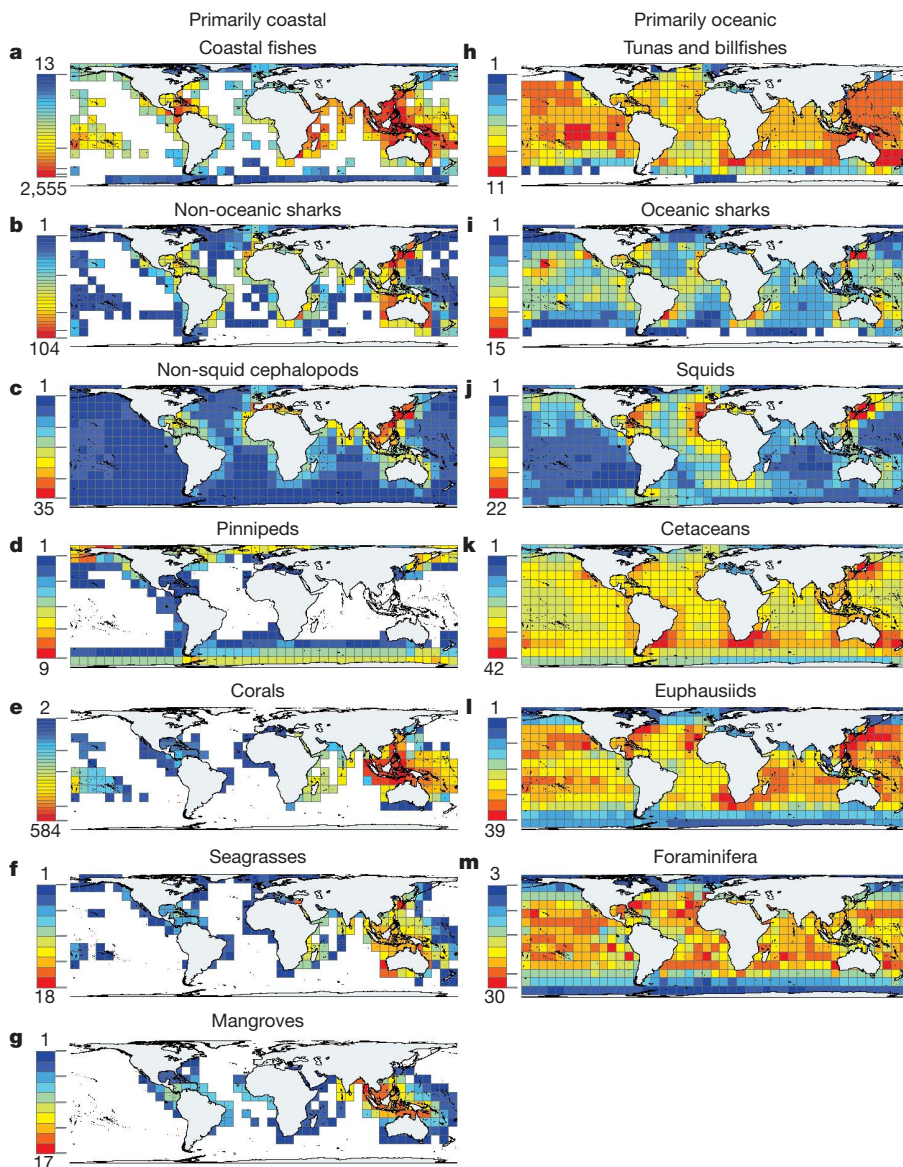 Primarily coastal
Primarily oceanic
a
Coastal fishes
13
2,555
h
Tunas and billfishes
1
11
b
Non-oceanic sharks
1
104
i
Oceanic sharks
1
15
c
Non-squid cephalopods
1
35
j
Squids
1
22
d
Pinnipeds
1
9
k
Cetaceans
1
42
e
Corals
2
584
l
Euphausiids
1
39
f
Seagrasses
1
18
m
Foraminifera
3
30
g
Mangroves
1
17